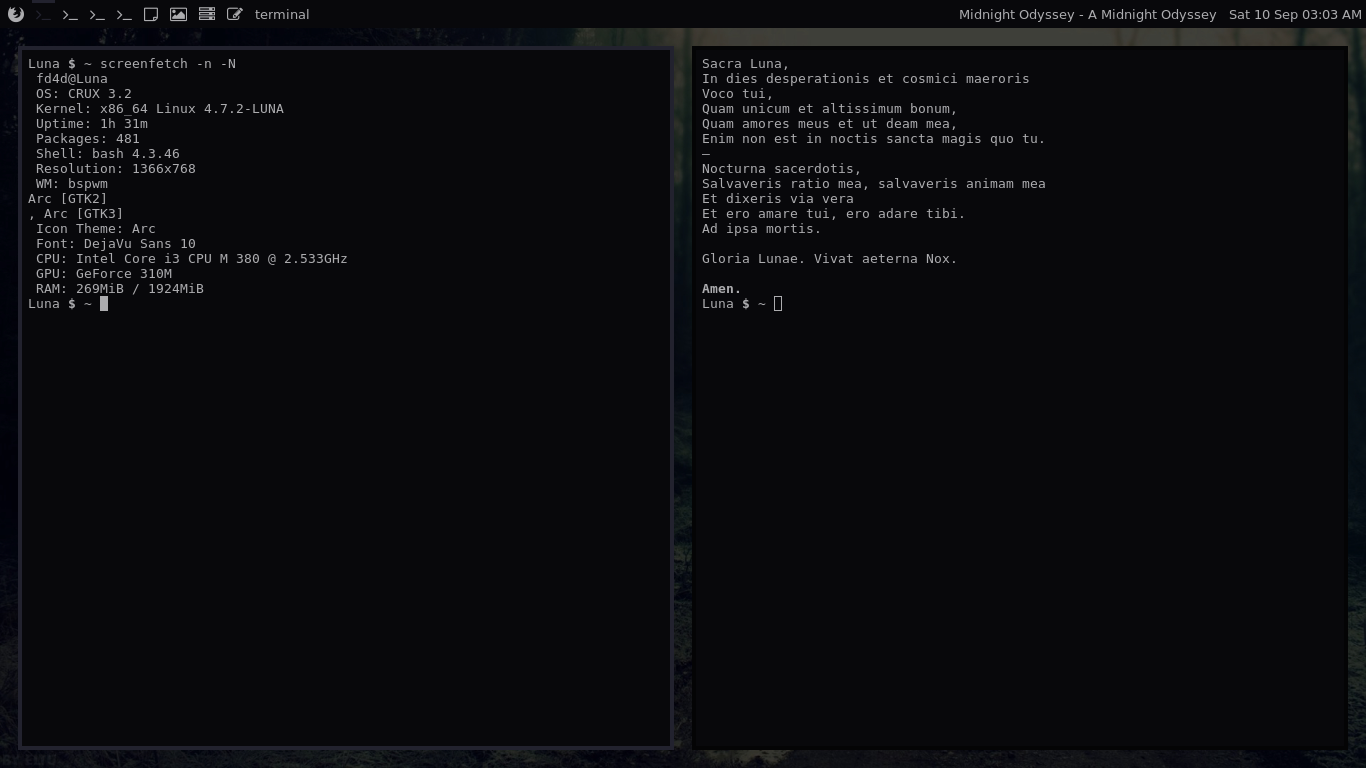 terminal
Midnight Odyssey - A Midnight Odyssey
Sat 10 Sep 03:03 AM
Luna $ ~ screenfetch -n -N
fd4d@Luna
OS: CRUX 3.2
Kernel: x86_64 Linux 4.7.2-LUNA
Uptime: 1h 31m
Packages: 481
Shell: bash 4.3.46
Resolution: 1366x768
WM: bspwm
Arc [GTK2]
, Arc [GTK3]
Icon Theme: Arc
Font: DejaVu Sans 10
CPU: Intel Core i3 CPU M 380 @ 2.533GHz
GPU: GeForce 310M
RAM: 269MiB / 1924MiB
Luna $ ~
Sacra Luna,
In dies desperationis et cosmici maeroris
Voco tui,
Quam unicum et altissimum bonum,
Quam amores meus et ut deam mea,
Enim non est in noctis sancta magis quo tu.
—
Nocturna sacerdotis,
Salvaveris ratio mea, salvaveris animam mea
Et dixeris via vera
Et ero amare tui, ero adare tibi.
Ad ipsa mortis.
Gloria Lunae. Vivat aeterna Nox.
Amen.
Luna $ ~